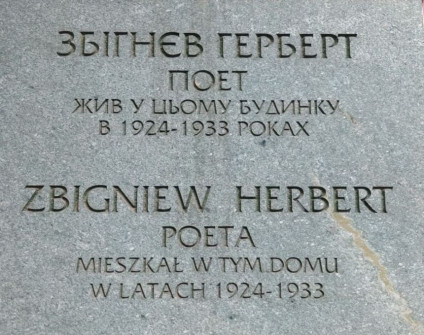 ЗБІГНЄВ ГЕРБЕРТ
ПОЕТ
ЖИВ У ЦЬОМУ БУДИНКУ
В 1924-1933 РОКАХ
ZBIGNIEW HERBERT
POETA
MIESZKAŁ W TYM DOMU
W LATACH 1924-1933